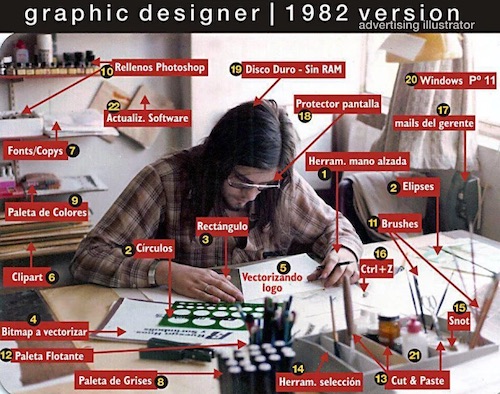 graphic designer | 1982 version
advertising illustrator
10 Rellenos Photoshop
19 Disco Duro - Sin RAM
20 Windows Pº 11
22 Actualiz. Software
Protector pantalla
18
17
mails del gerente
Fonts/Copys 7
Herram. mano alzada
1
2 Elipses
9
Paleta de Colores
Rectángulo
3
11 Brushes
2 Círculos
16
Ctrl+Z
Clipart 6
5
Vectorizando
logo
4
Bitmap a vectorizar
15
Snot
12 Paleta Flotante
21
Paleta de Grises 8
14
Herram. selección
13 Cut & Paste